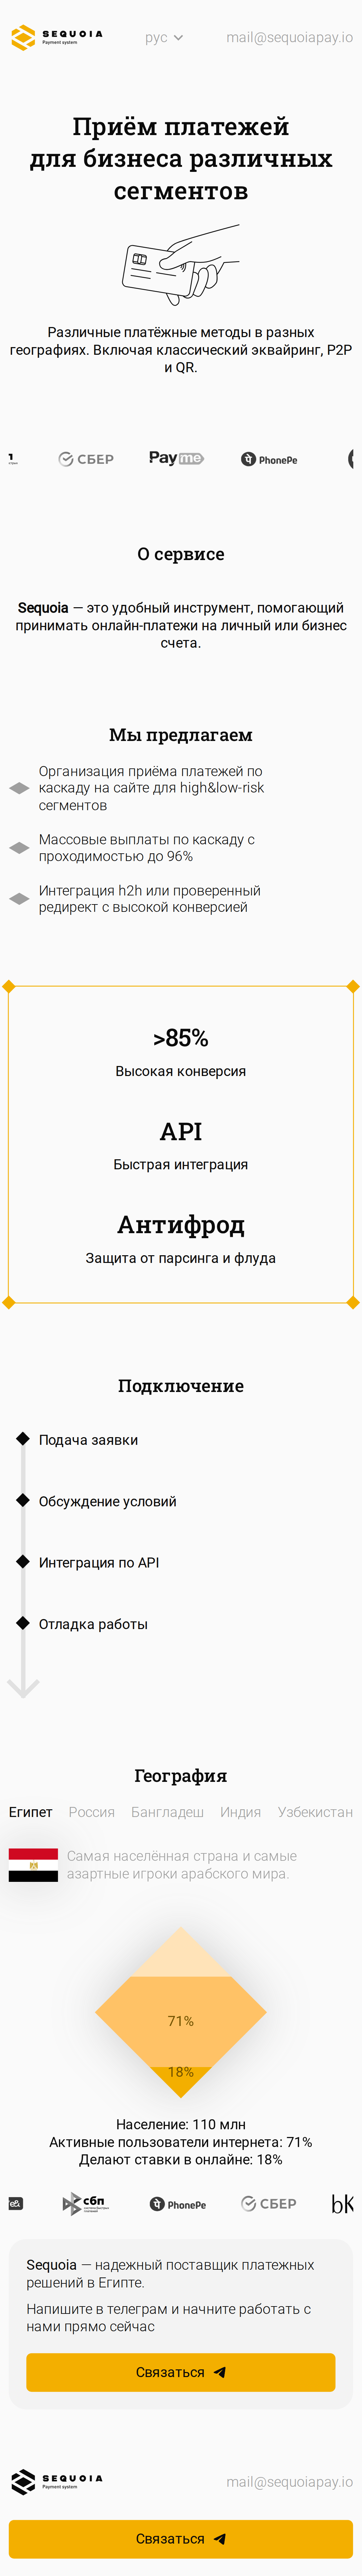 SEQUOIA
Payment system
рус
mail@sequoiapay.io
Приём платежей
для бизнеса различных
сегментов
Различные платёжные методы в разных
географиях. Включая классический эквайринг, P2P
и QR.
СБЕР
Payme
PhonePe
О сервисе
Sequoia — это удобный инструмент, помогающий
принимать онлайн-платежи на личный или бизнес
счета.
Мы предлагаем
Организация приёма платежей по
каскаду на сайте для high&low-risk
сегментов
Массовые выплаты по каскаду с
проходимостью до 96%
Интеграция h2h или проверенный
редирект с высокой конверсией
>85%
Высокая конверсия
API
Быстрая интеграция
Антифрод
Защита от парсинга и флуда
Подключение
Подача заявки
Обсуждение условий
Интеграция по API
Отладка работы
География
Египет Россия Бангладеш Индия Узбекистан
Самая населённая страна и самые
азартные игроки арабского мира.
71%
18%
Население: 110 млн
Активные пользователи интернета: 71%
Делают ставки в онлайне: 18%
сбп
PhonePe
СБЕР
bK
Sequoia — надежный поставщик платежных
решений в Египте.
Напишите в телеграм и начните работать с
нами прямо сейчас
Связаться
SEQUOIA
Payment system
mail@sequoiapay.io
Связаться